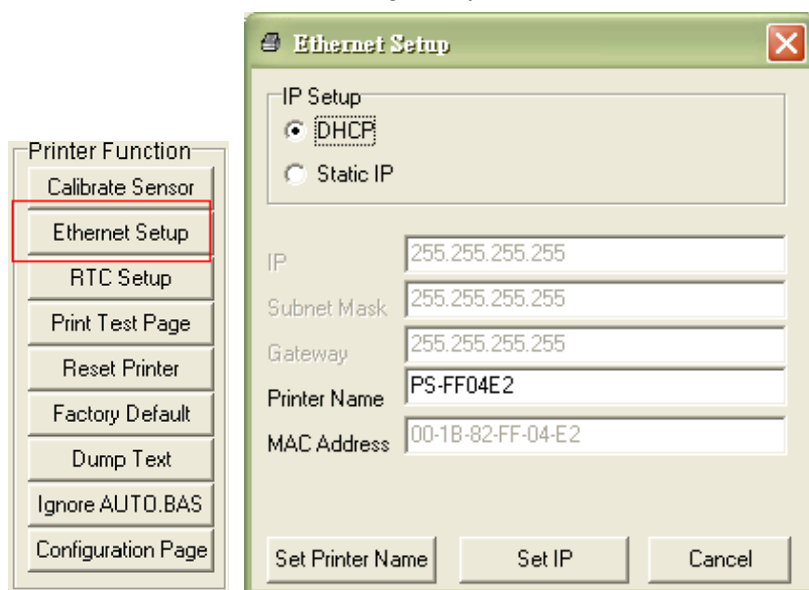 Printer Function
Calibrate Sensor
Ethernet Setup
RTC Setup
Print Test Page
Reset Printer
Factory Default
Dump Text
Ignore AUTO.BAS
Configuration Page
Ethernet Setup
IP Setup
DHCP
Static IP
IP 255.255.255.255
Subnet Mask 255.255.255.255
Gateway 255.255.255.255
Printer Name PS-FF04E2
MAC Address 00-1B-82-FF-04-E2
Set Printer Name Set IP Cancel